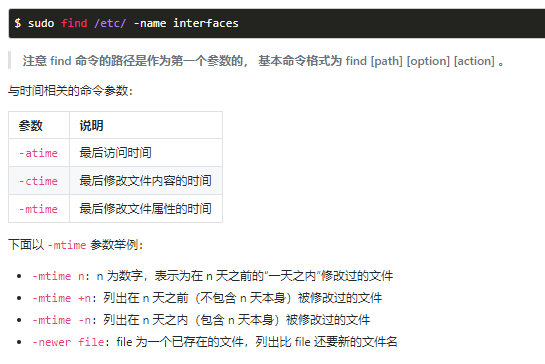 $ sudo find /etc/ -name interfaces
注意 find 命令的路径是作为第一个参数的， 基本命令格式为 find [path] [option] [action] 。
与时间相关的命令参数：
参数 说明
-atime 最后访问时间
-ctime 最后修改文件内容的时间
-mtime 最后修改文件属性的时间
下面以 -mtime 参数举例：
• -mtime n：n 为数字，表示为在 n 天之前的“一天之内”修改过的文件
• -mtime +n：列出在 n 天之前（不包含 n 天本身）被修改过的文件
• -mtime -n：列出在 n 天之内（包含 n 天本身）被修改过的文件
• -newer file：file 为一个已存在的文件，列出比 file 还要新的文件名